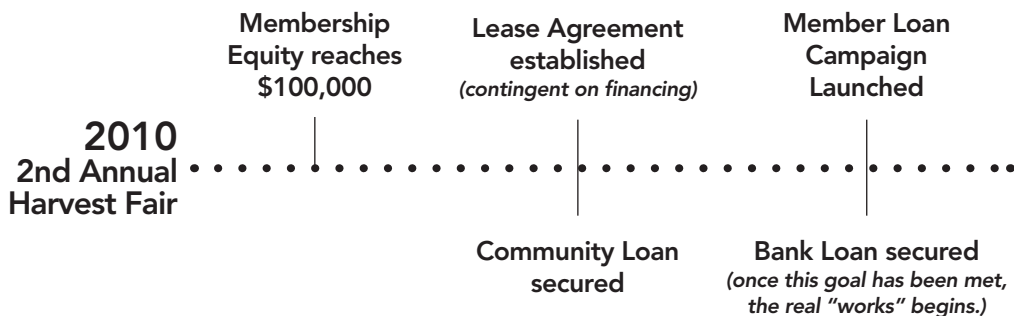 Membership
Equity reaches
$100,000
Lease Agreement
established
(contingent on financing)
Member Loan
Campaign
Launched
2010
2nd Annual
Harvest Fair
Community Loan
secured
Bank Loan secured
(once this goal has been met,
the real “works” begins.)